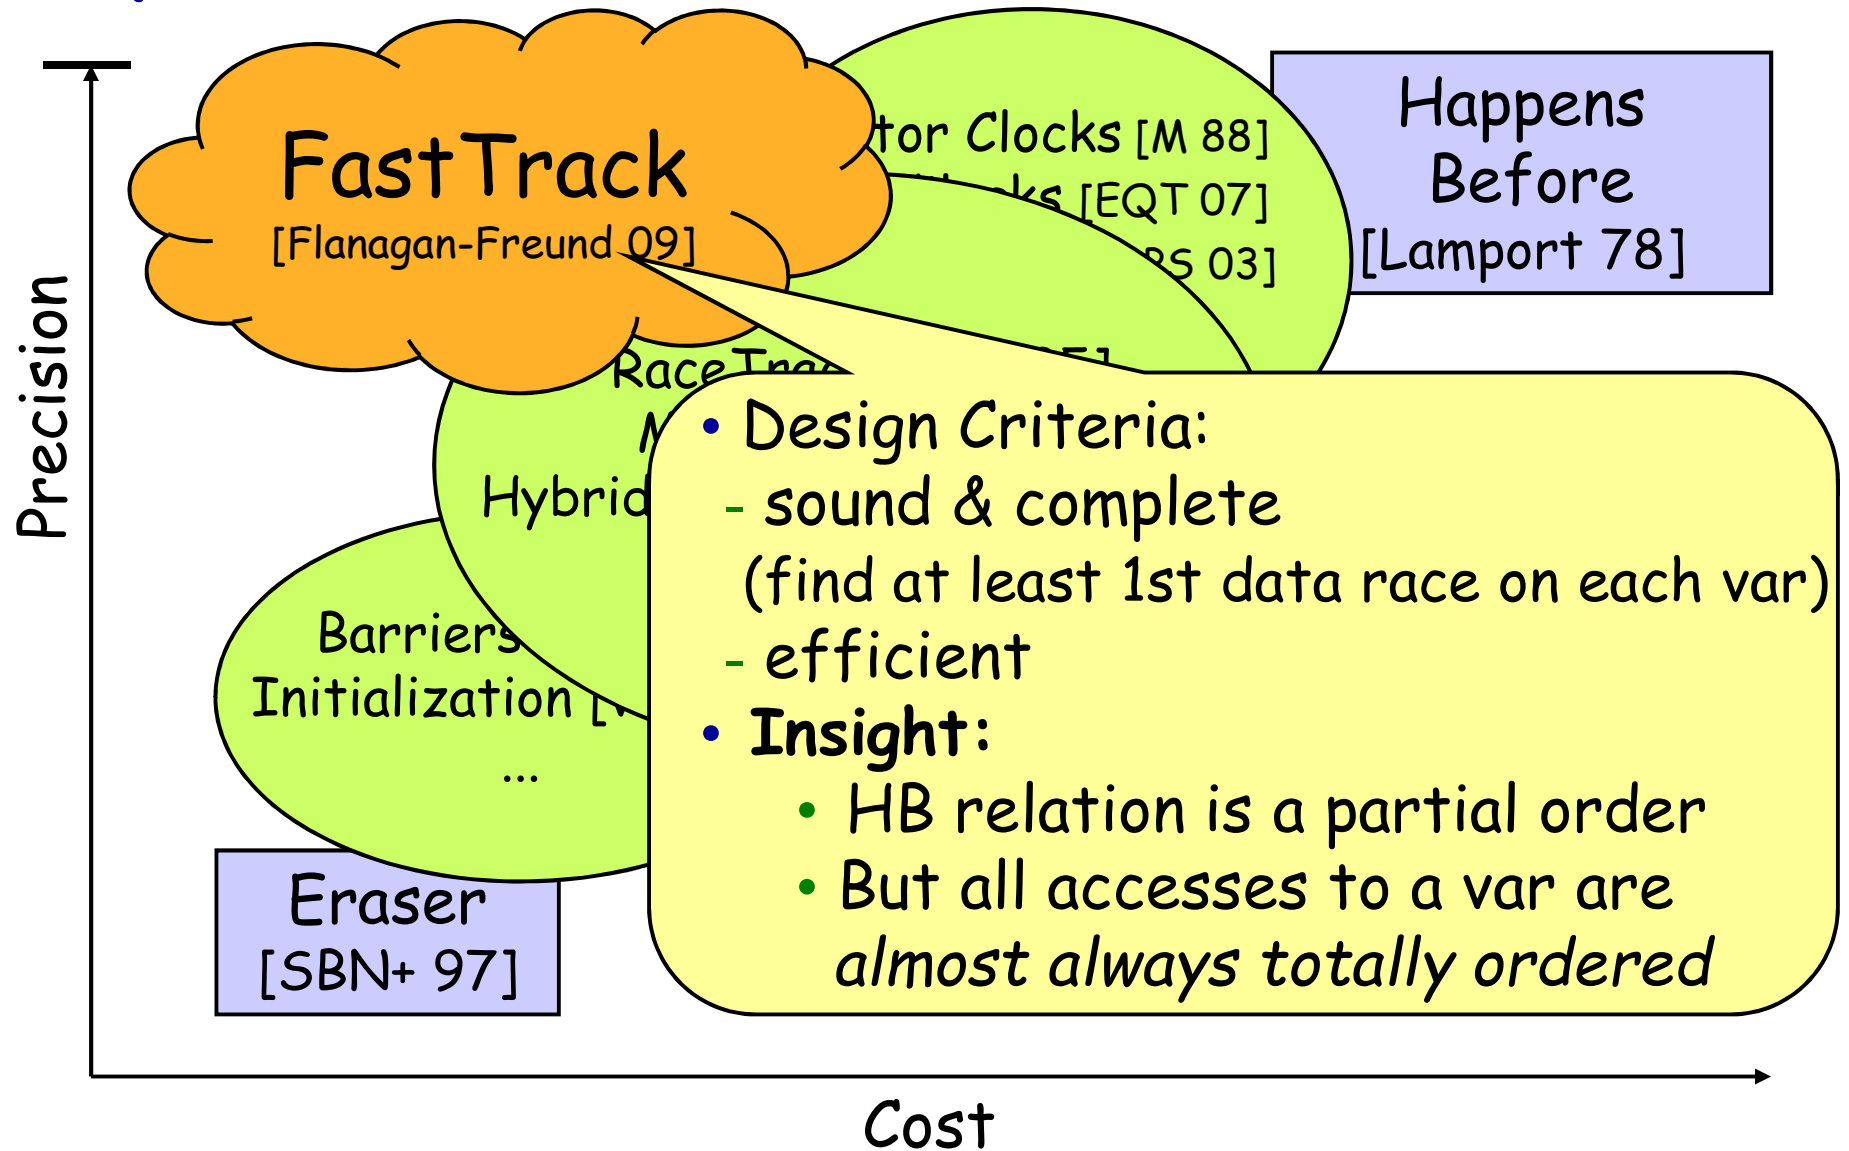 Precision
FastTrack
[Flanagan-Freund 09]
Clocks [M 88]
[EQT 07]
03]
Happens
Before
[Lamport 78]
Hybrid
Barriers
Initialization
...
Eraser
[SBN+ 97]
• Design Criteria:
- sound & complete
(find at least 1st data race on each var)
- efficient
• Insight:
• HB relation is a partial order
• But all accesses to a var are
almost always totally ordered
Cost